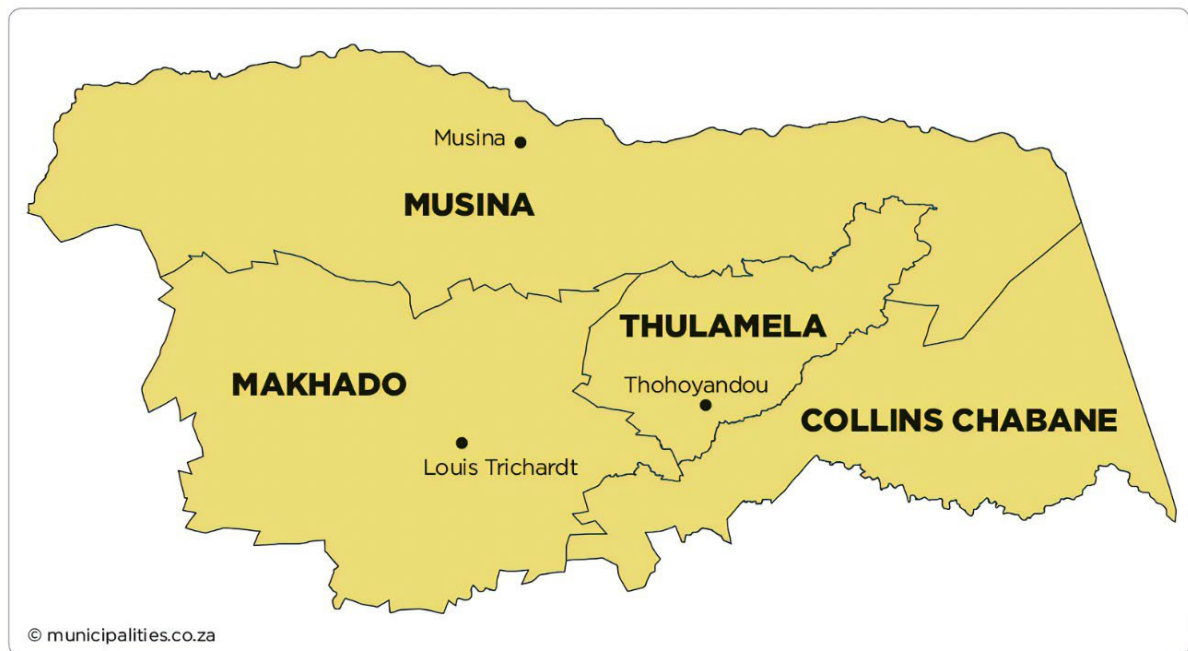 Musina
MUSINA
THULAMELA
MAKHADO
Thohoyandou
COLLINS CHABANE
Louis Trichardt
© municipalities.co.za